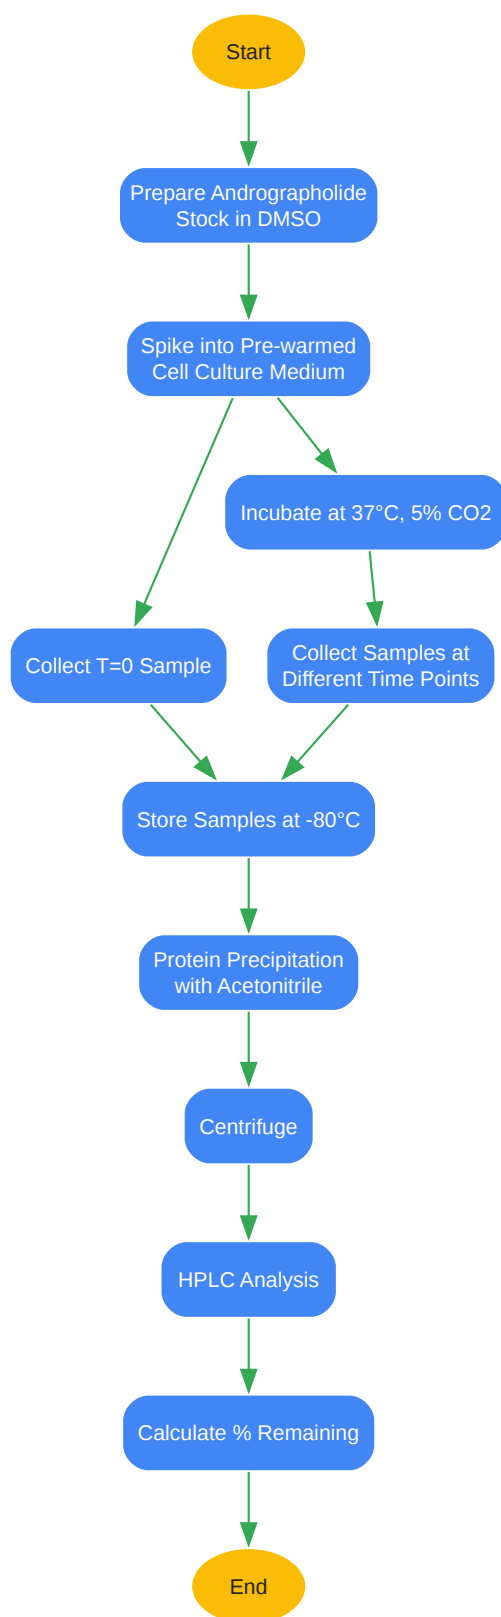 Start
Prepare Andrographolide
Stock in DMSO
Spike into Pre-warmed
Cell Culture Medium
Incubate at 37°C, 5% CO2
Collect T=0 Sample
Collect Samples at
Different Time Points
Store Samples at -80°C
Protein Precipitation
with Acetonitrile
Centrifuge
HPLC Analysis
Calculate % Remaining
End